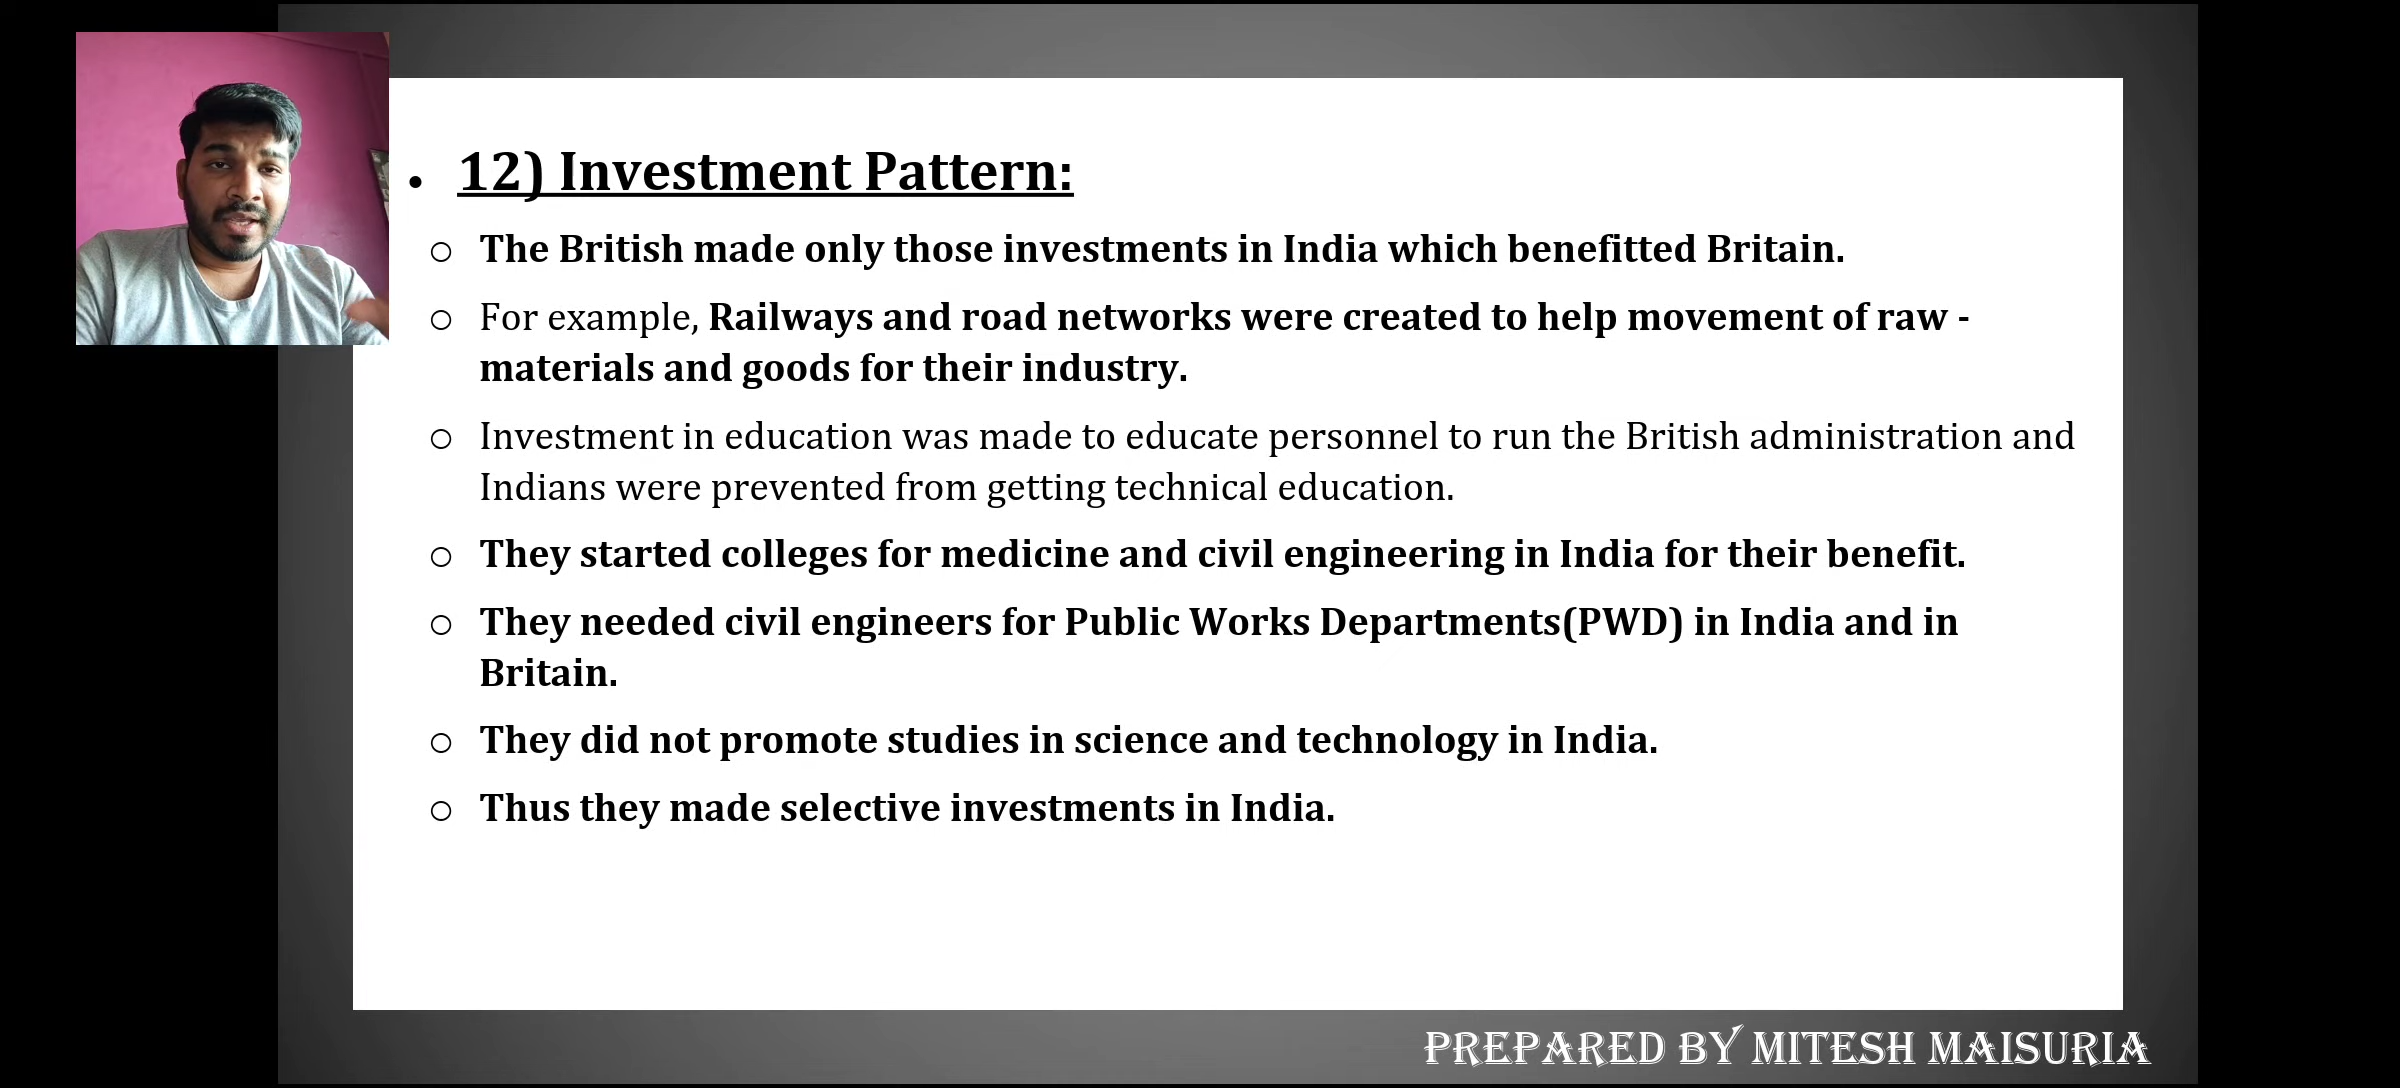 • 12) Investment Pattern:
○ The British made only those investments in India which benefitted Britain.
○ For example, Railways and road networks were created to help movement of raw -
materials and goods for their industry.
○ Investment in education was made to educate personnel to run the British administration and
Indians were prevented from getting technical education.
○ They started colleges for medicine and civil engineering in India for their benefit.
○ They needed civil engineers for Public Works Departments(PWD) in India and in
Britain.
○ They did not promote studies in science and technology in India.
○ Thus they made selective investments in India.
PREPARED BY MITESH MAISURIA